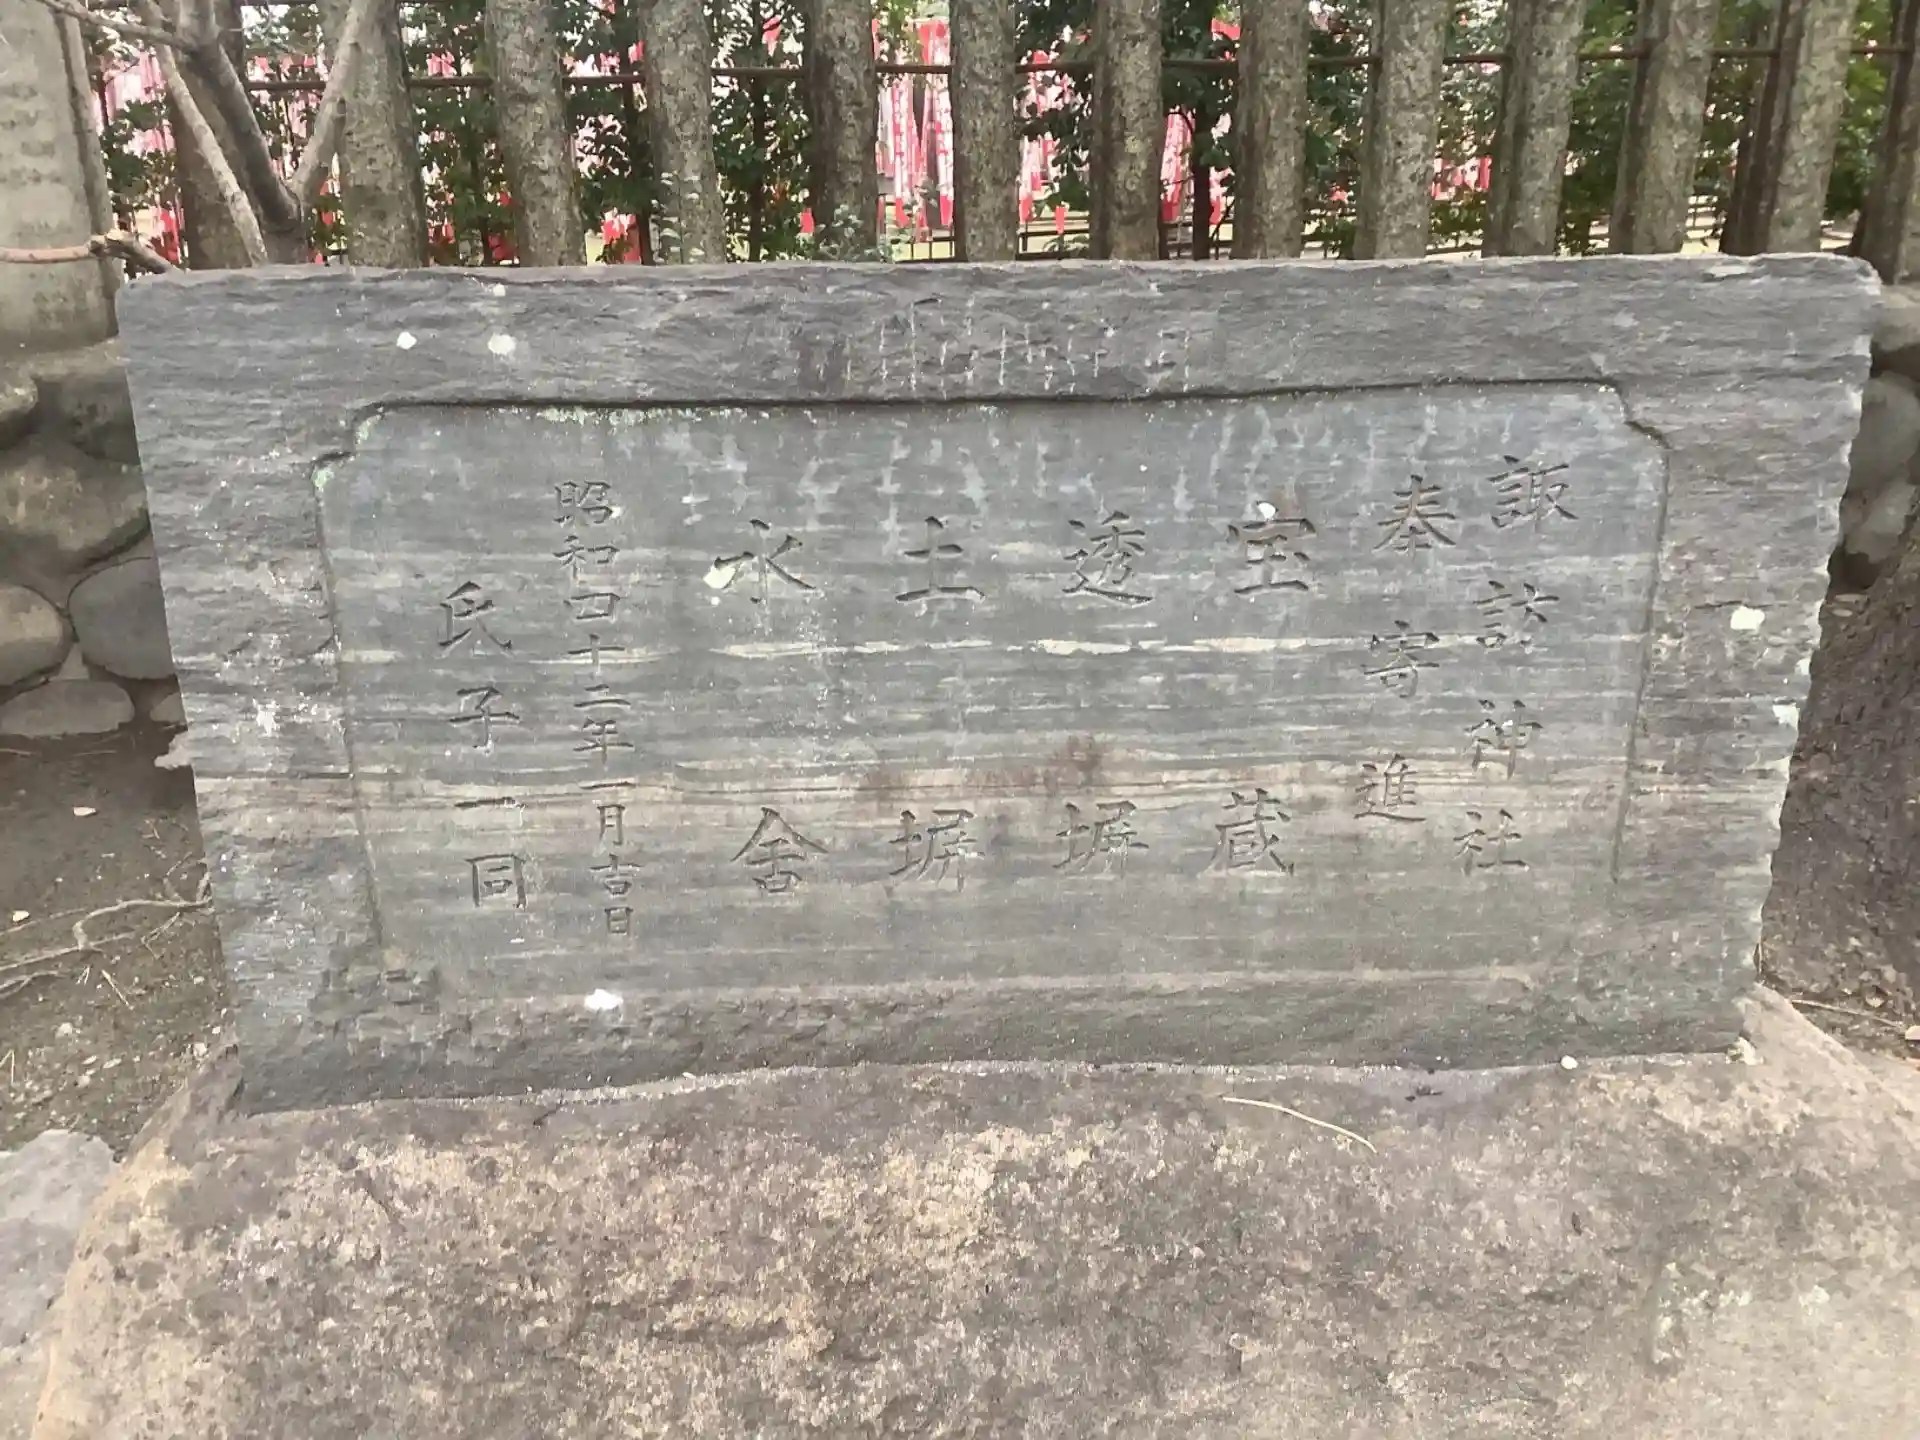 諏訪神社
奉寄進
宝蔵
透塀
土塀
水舎
昭和四十二年一月吉日
氏子一同